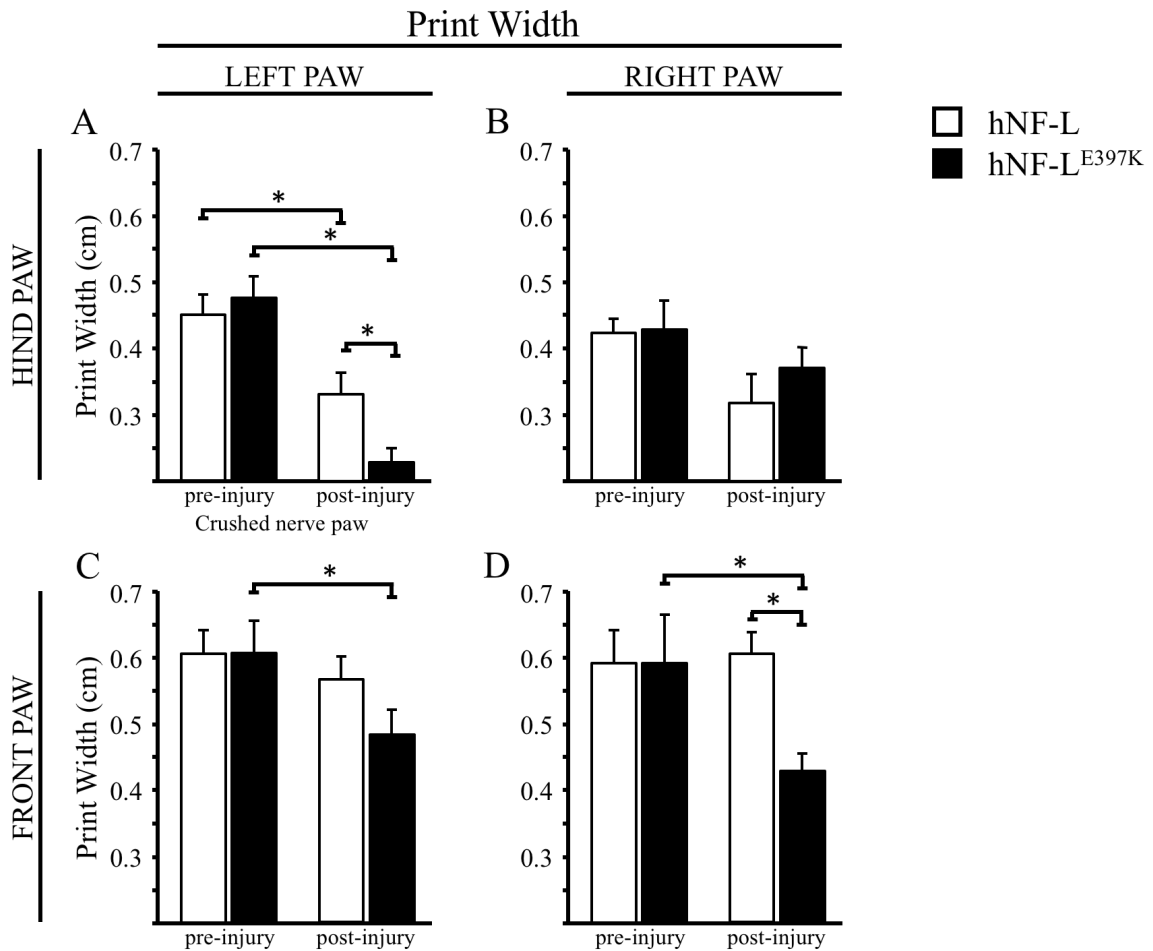 Print Width
LEFT PAW
RIGHT PAW
hNF-L
hNF-L^E397K
HIND PAW
A
Print Width (cm)
0.7
0.6
0.5
0.4
0.3
*
*
*
pre-injury post-injury
Crushed nerve paw
B
0.7
0.6
0.5
0.4
0.3
pre-injury post-injury
FRONT PAW
C
Print Width (cm)
0.7
0.6
0.5
0.4
0.3
*
pre-injury post-injury
D
0.7
0.6
0.5
0.4
0.3
*
*
pre-injury post-injury